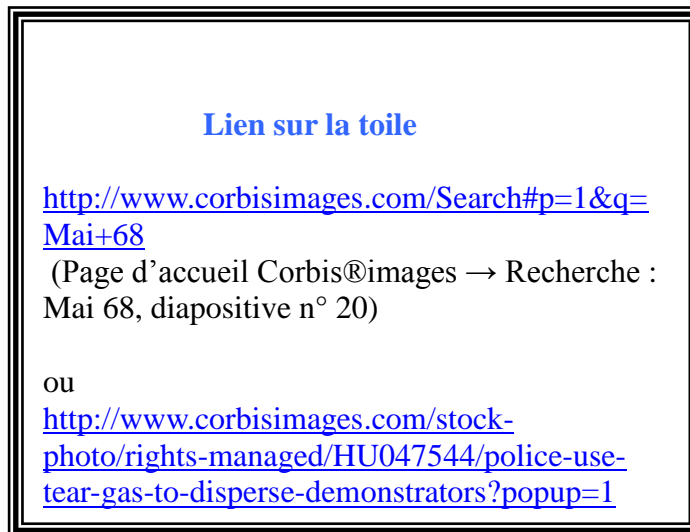 Lien sur la toile
http://www.corbisimages.com/Search#p=1&q=
Mai+68
(Page d’accueil Corbis®images → Recherche :
Mai 68, diapositive n° 20)
ou
http://www.corbisimages.com/stock-
photo/rights-managed/HU047544/police-use-
tear-gas-to-disperse-demonstrators?popup=1